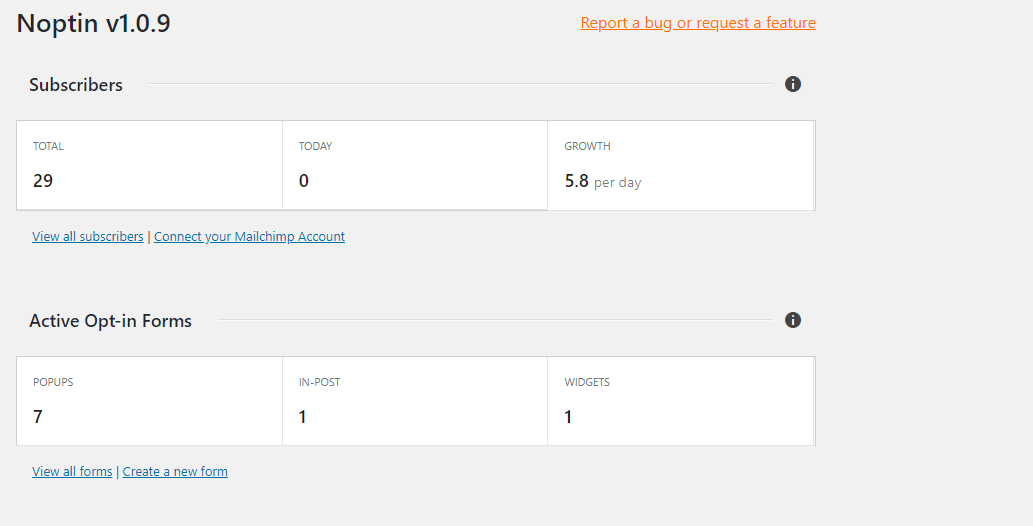 Noptin v1.0.9
Report a bug or request a feature
Subscribers
TOTAL
TODAY
GROWTH
29
0
5.8 per day
View all subscribers | Connect your Mailchimp Account
Active Opt-in Forms
POPUPS
IN-POST
WIDGETS
7
1
1
View all forms | Create a new form